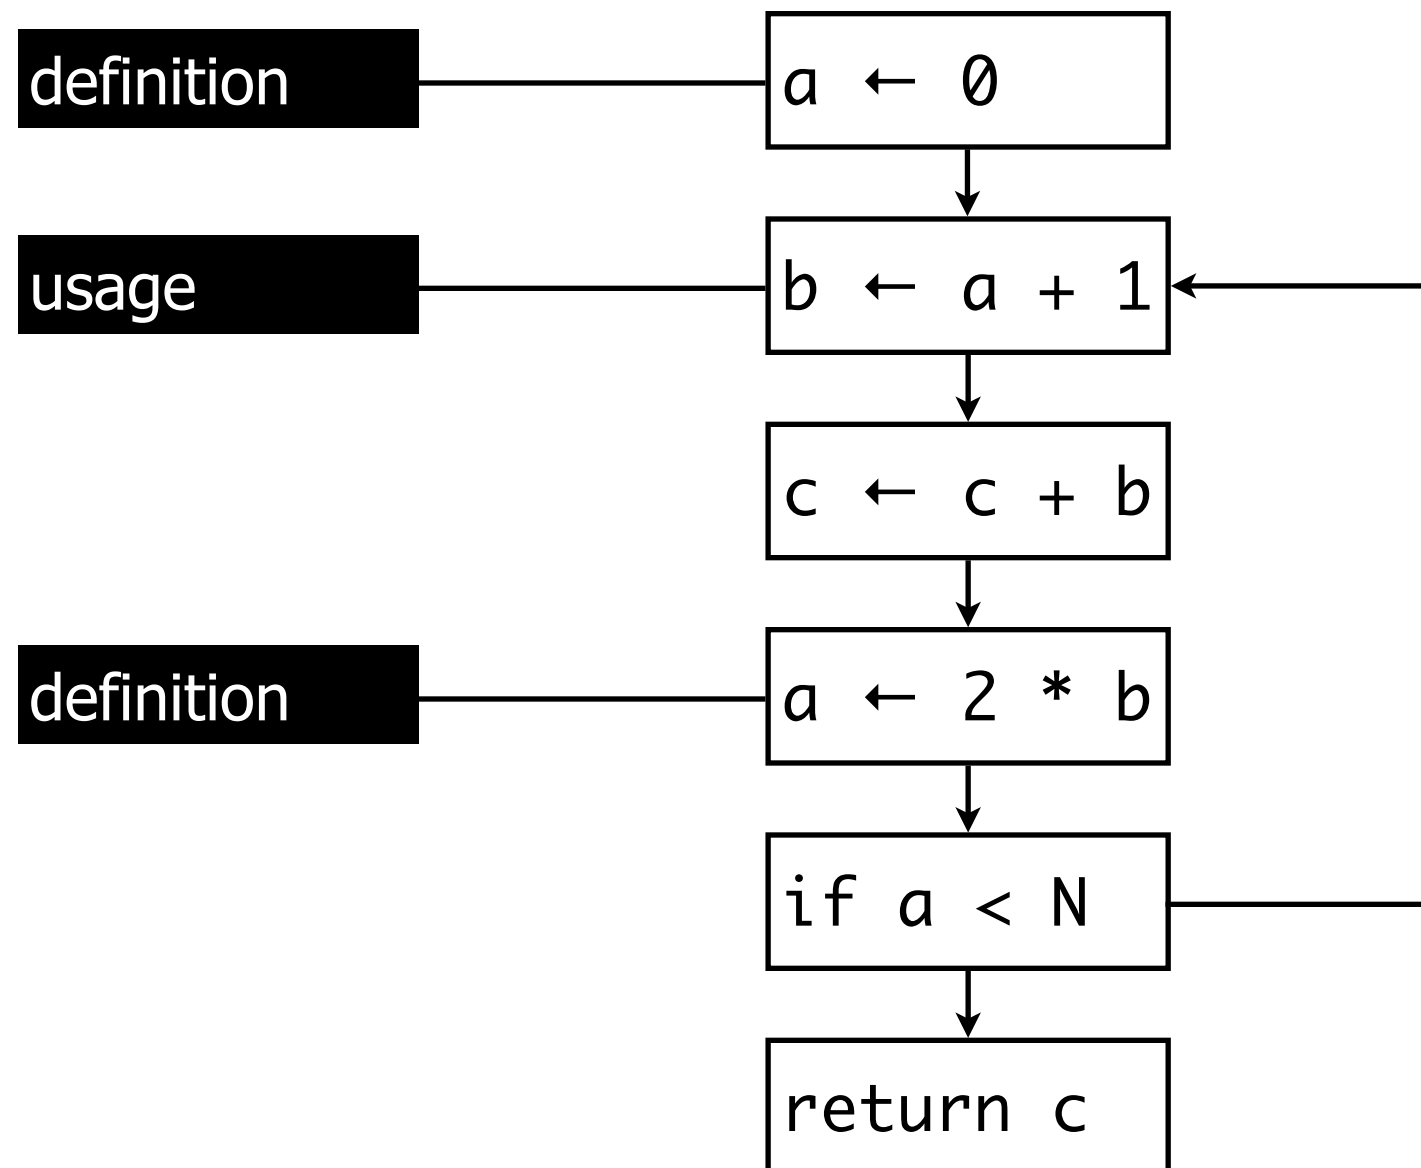 definition
a ← 0
usage
b ← a + 1
c ← c + b
definition
a ← 2 * b
if a < N
return c